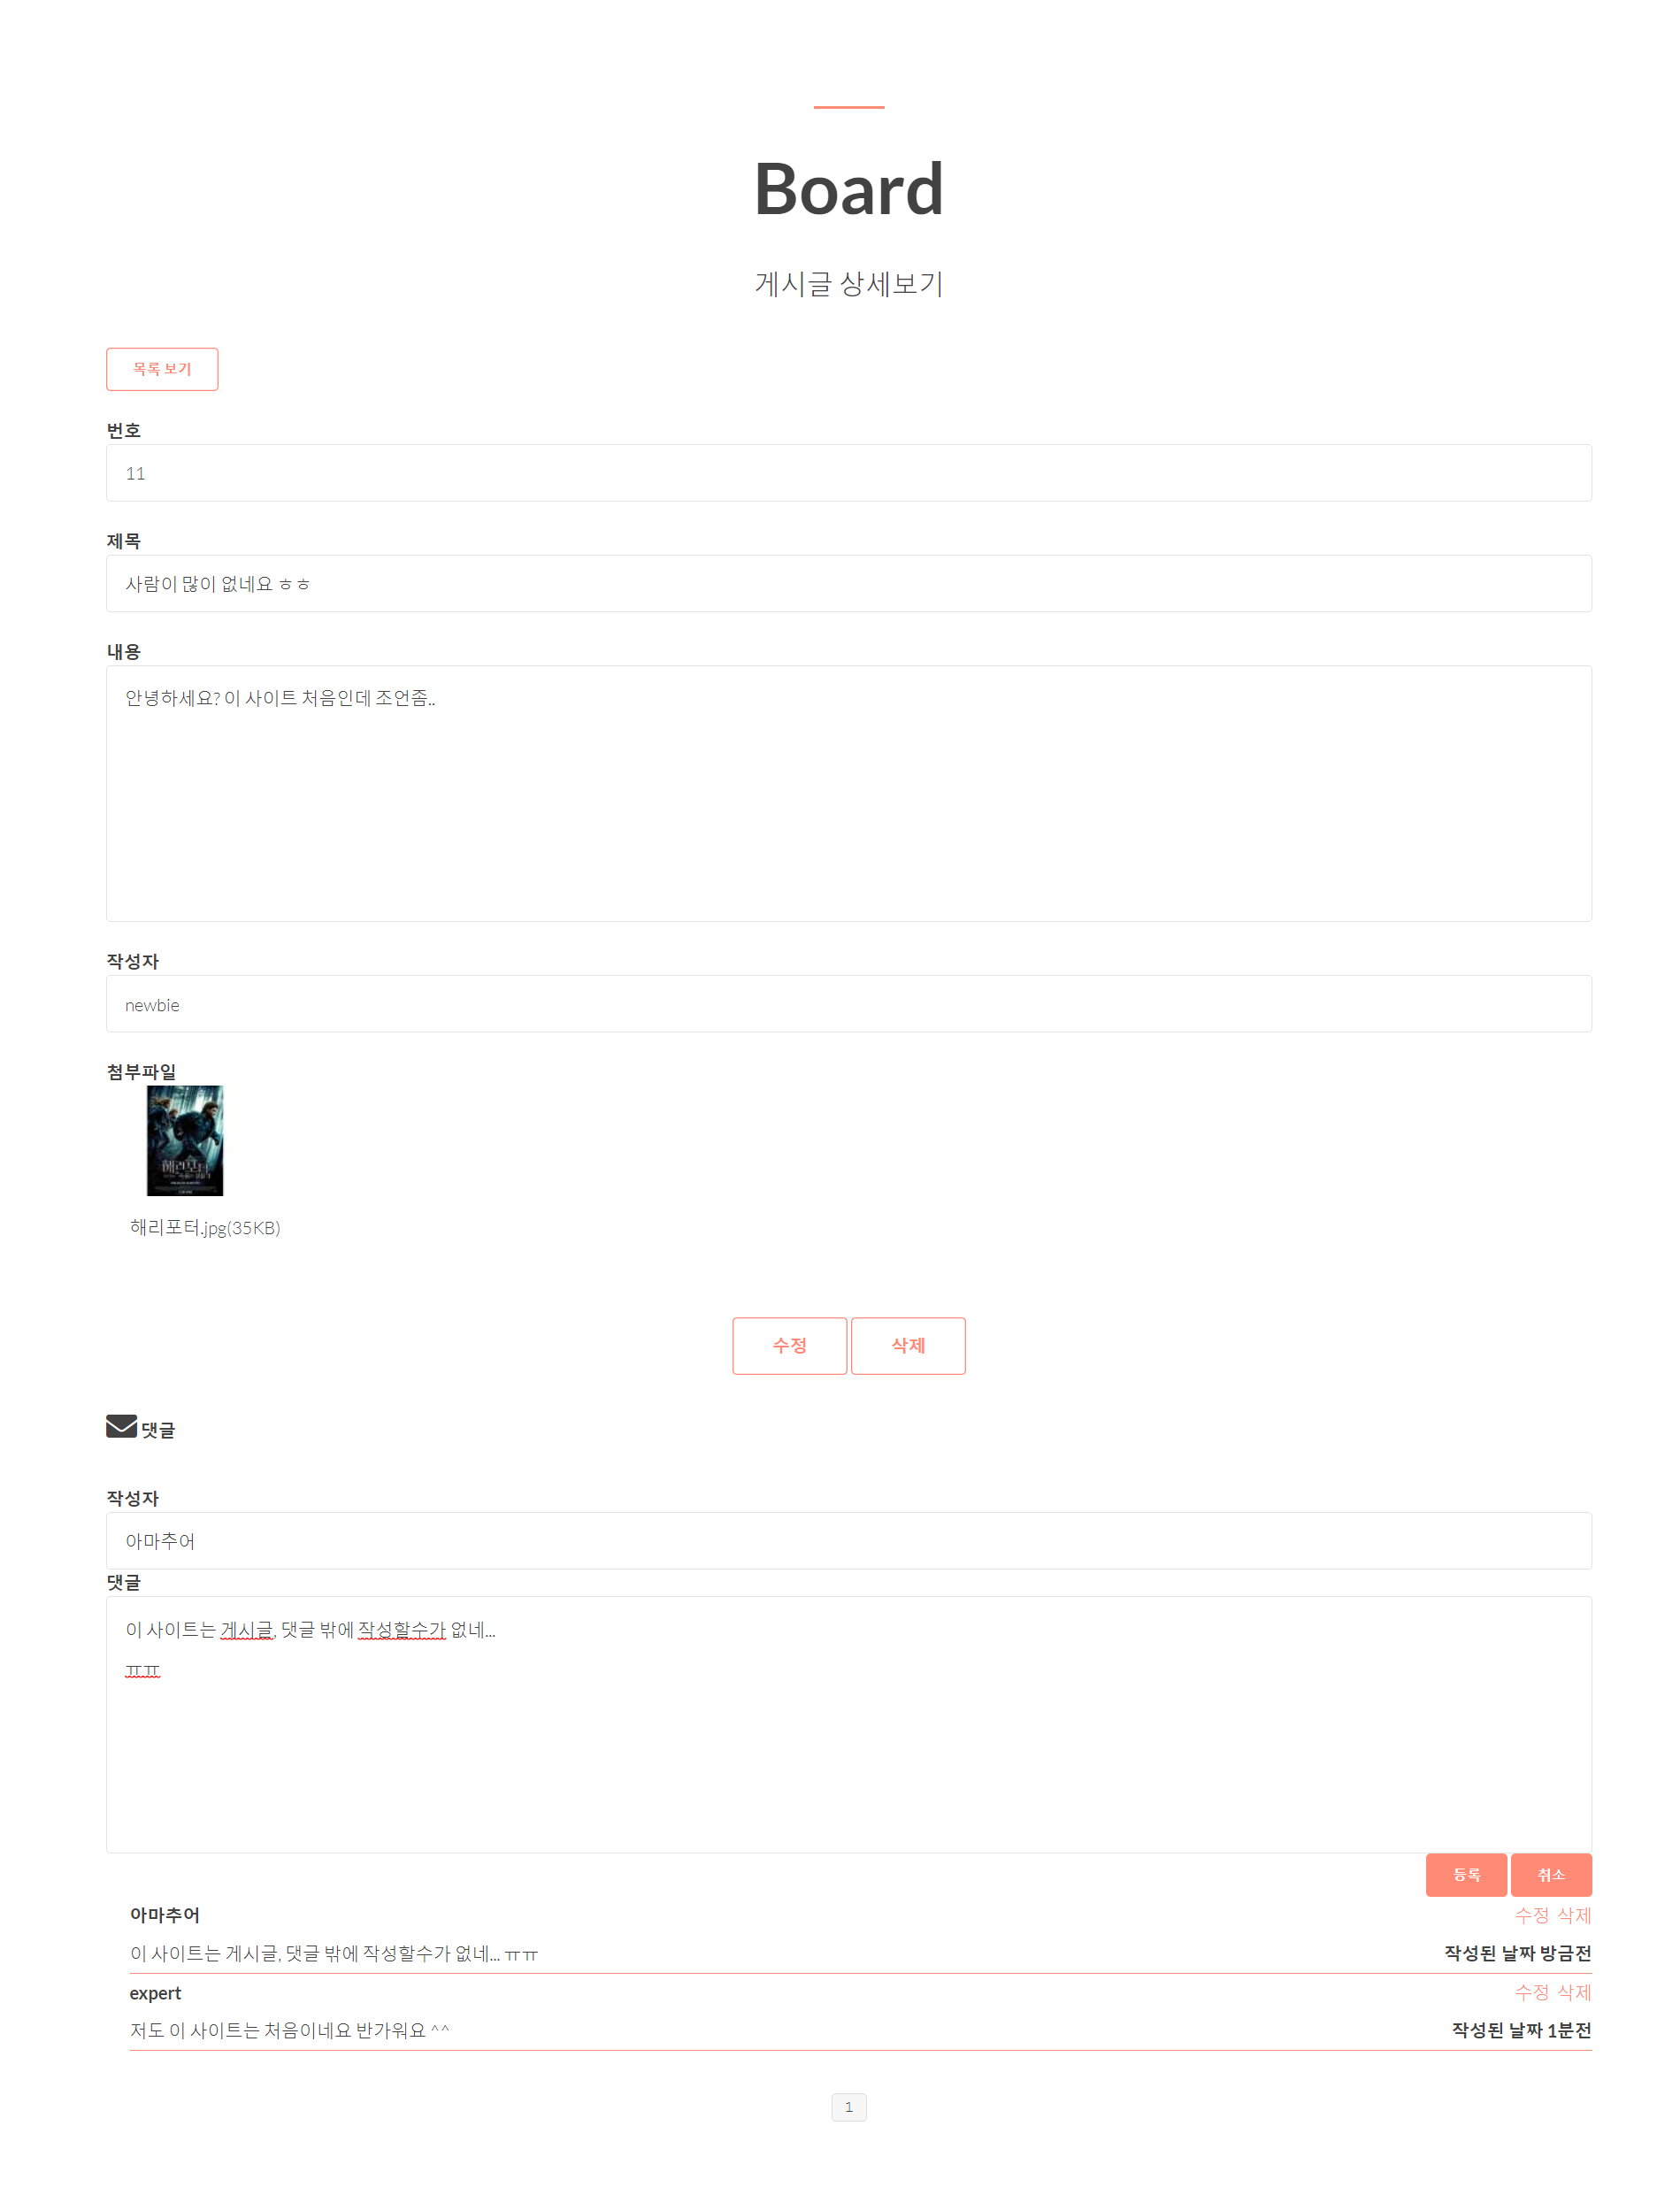 Board
게시글 상세보기
목록 보기
번호
11
제목
사람이 많이 없네요 ㅎㅎ
내용
안녕하세요? 이 사이트 처음인데 조언좀..
작성자
newbie
첨부파일
해리포터
해리포터.jpg(35KB)
수정 삭제
댓글
작성자
아마추어
댓글
이 사이트는 게시글, 댓글 밖에 작성할수가 없네...
ㅠㅠ
등록 취소
아마추어 수정 삭제
이 사이트는 게시글, 댓글 밖에 작성할수가 없네... ㅠㅠ 작성된 날짜 방금전
expert 수정 삭제
저도 이 사이트는 처음이네요 반가워요 ^^ 작성된 날짜 1분전
1